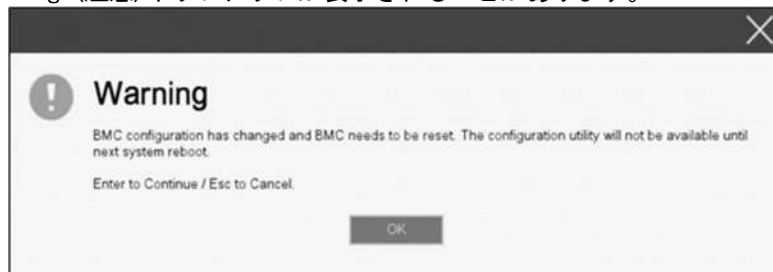 Warning
BMC configuration has changed and BMC needs to be reset. The configuration utility will not be available until
next system reboot.
Enter to Continue / Esc to Cancel.
OK